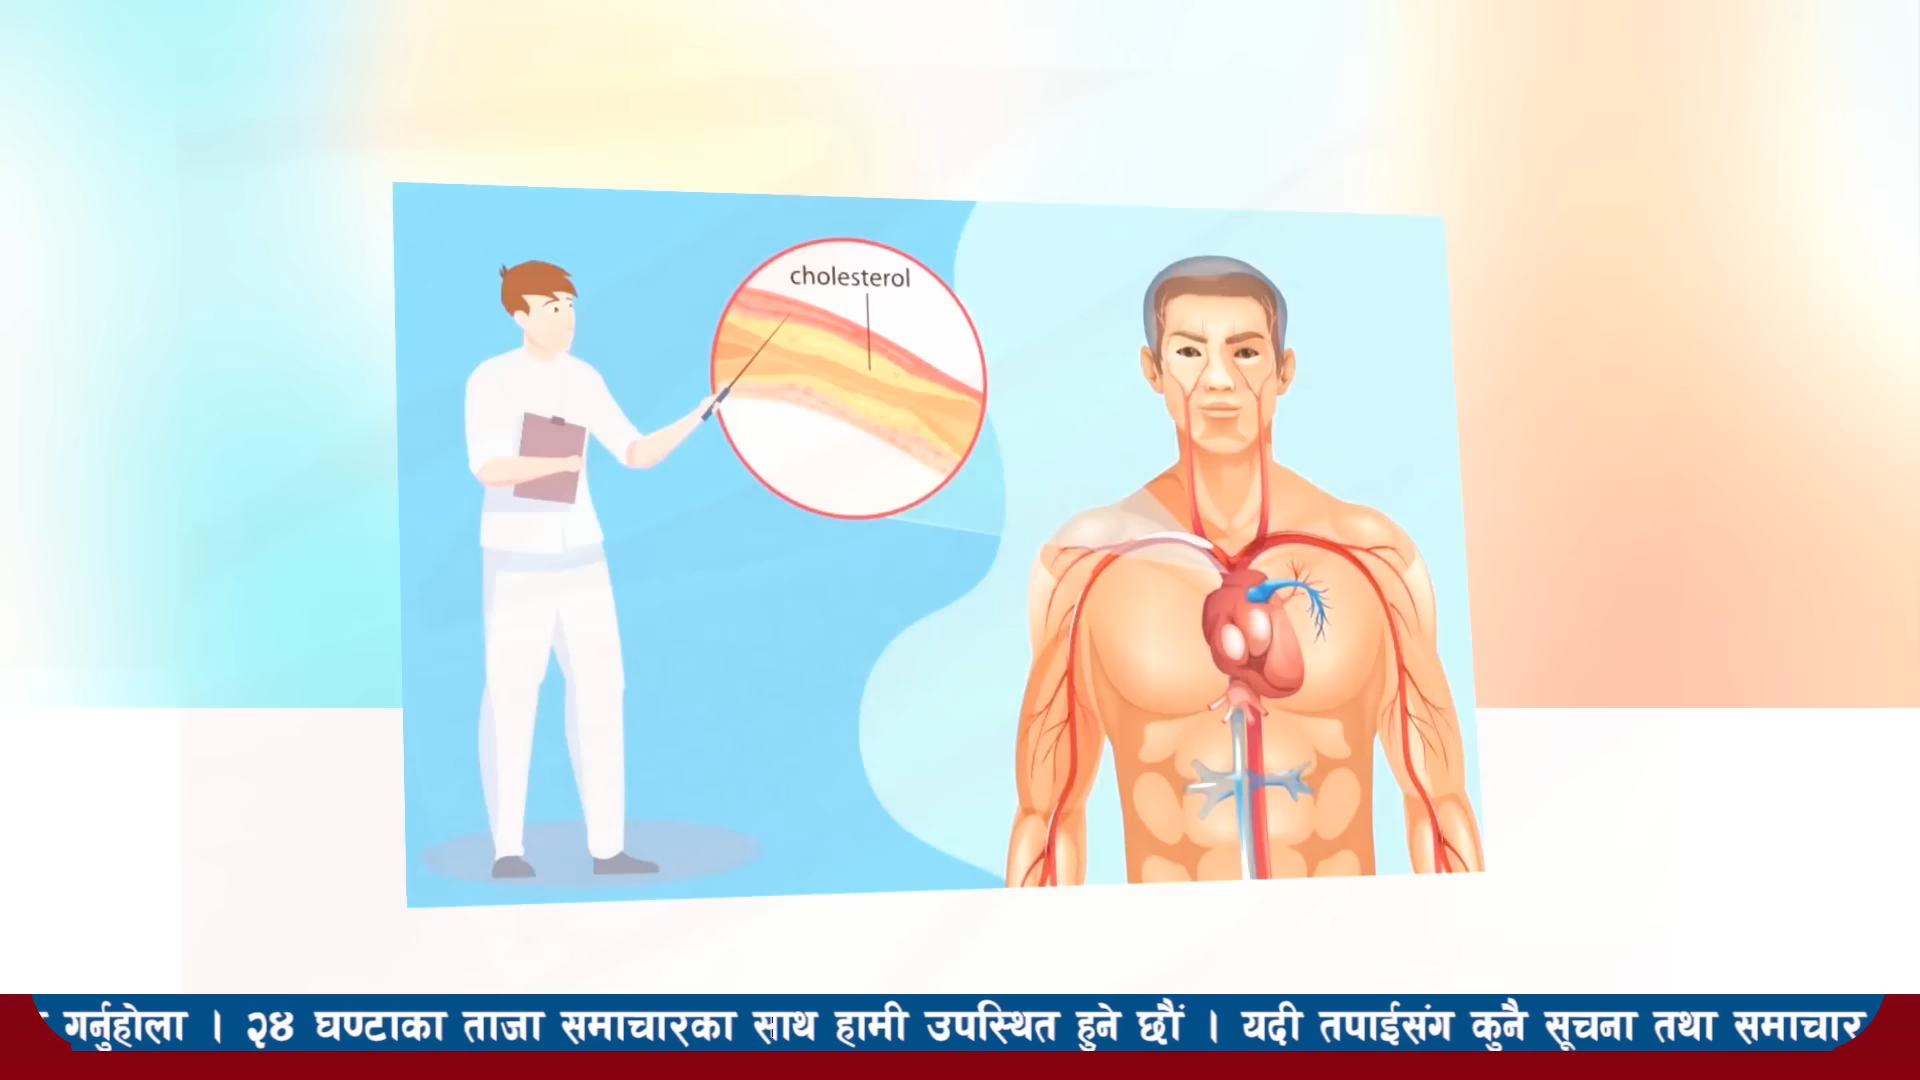 cholesterol
गर्नुहोला । २४ घण्टाका ताजा समाचारका साथ हामी उपस्थित हुने छौं । यदी तपाईसंग कुनै सूचना तथा समाचार